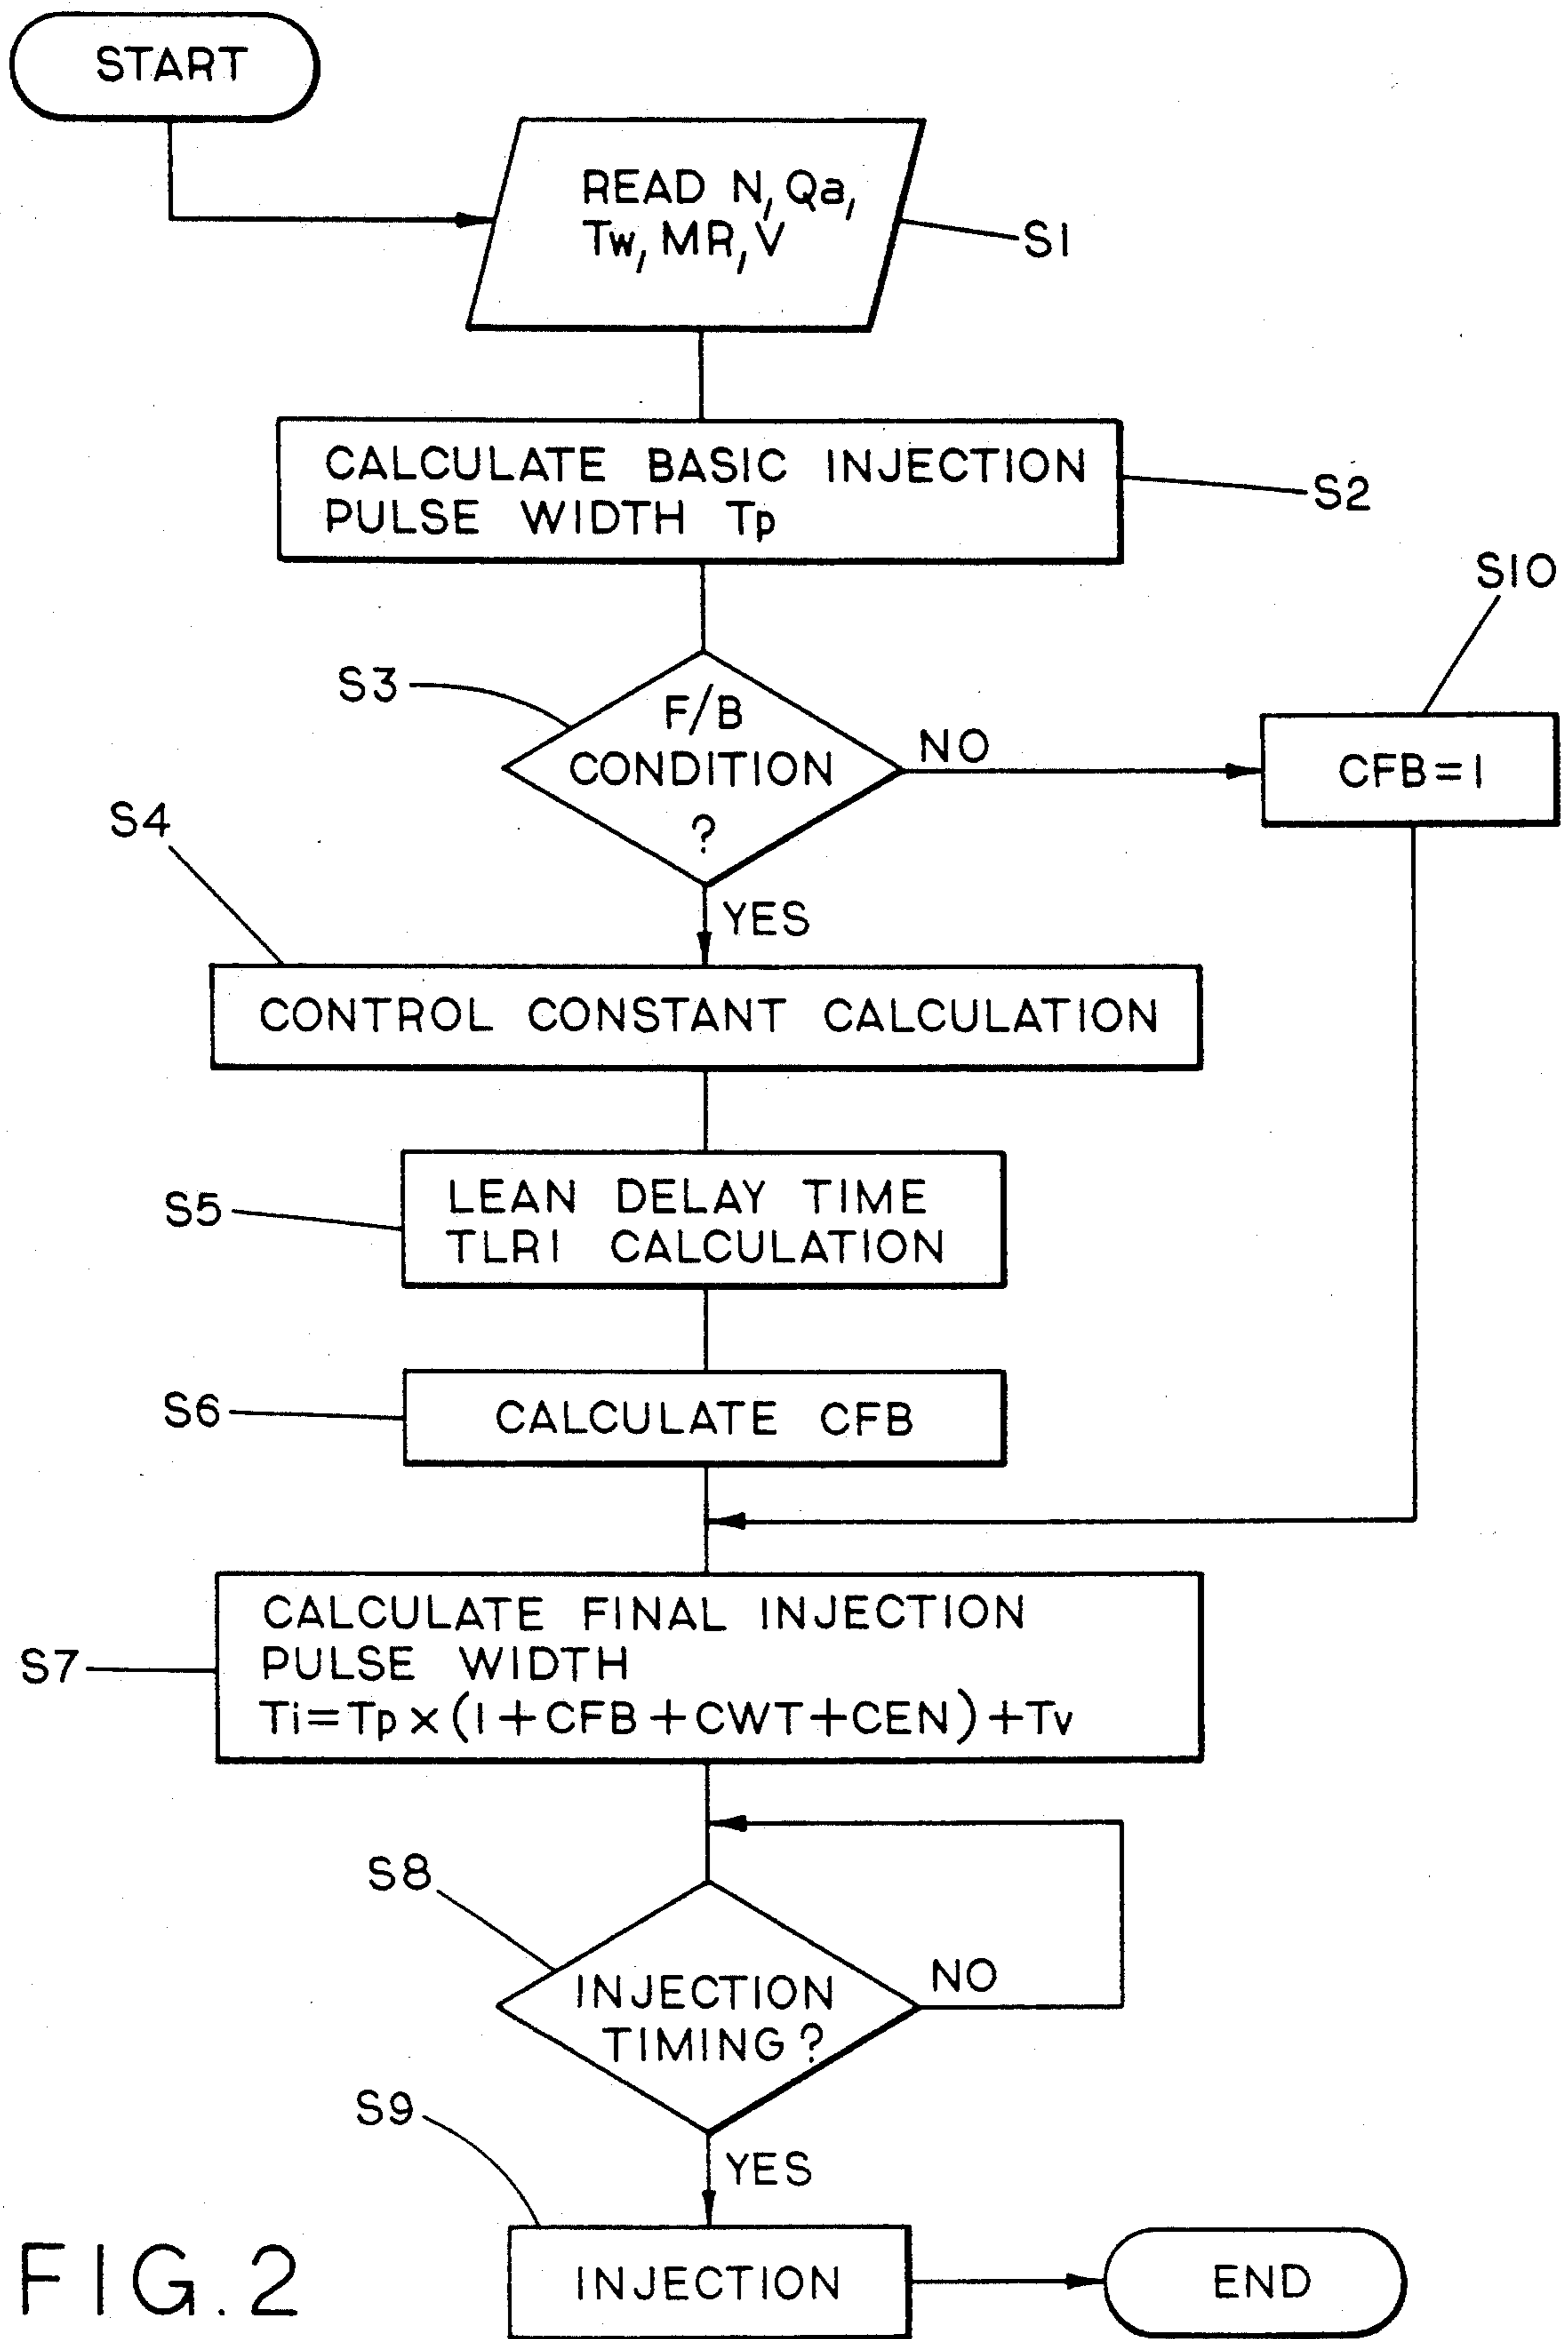 START
READ N, Qa,
Tw, MR, V
S1
CALCULATE BASIC INJECTION
PULSE WIDTH Tp
S2
S10
S3
F/B
CONDITION
?
NO
CFB=1
S4
YES
CONTROL CONSTANT CALCULATION
S5
LEAN DELAY TIME
TLR1 CALCULATION
S6
CALCULATE CFB
S7
CALCULATE FINAL INJECTION
PULSE WIDTH
Ti=Tp×(1+CFB+CWT+CEN)+Tv
S8
INJECTION
TIMING?
NO
S9
YES
INJECTION
END
FIG. 2